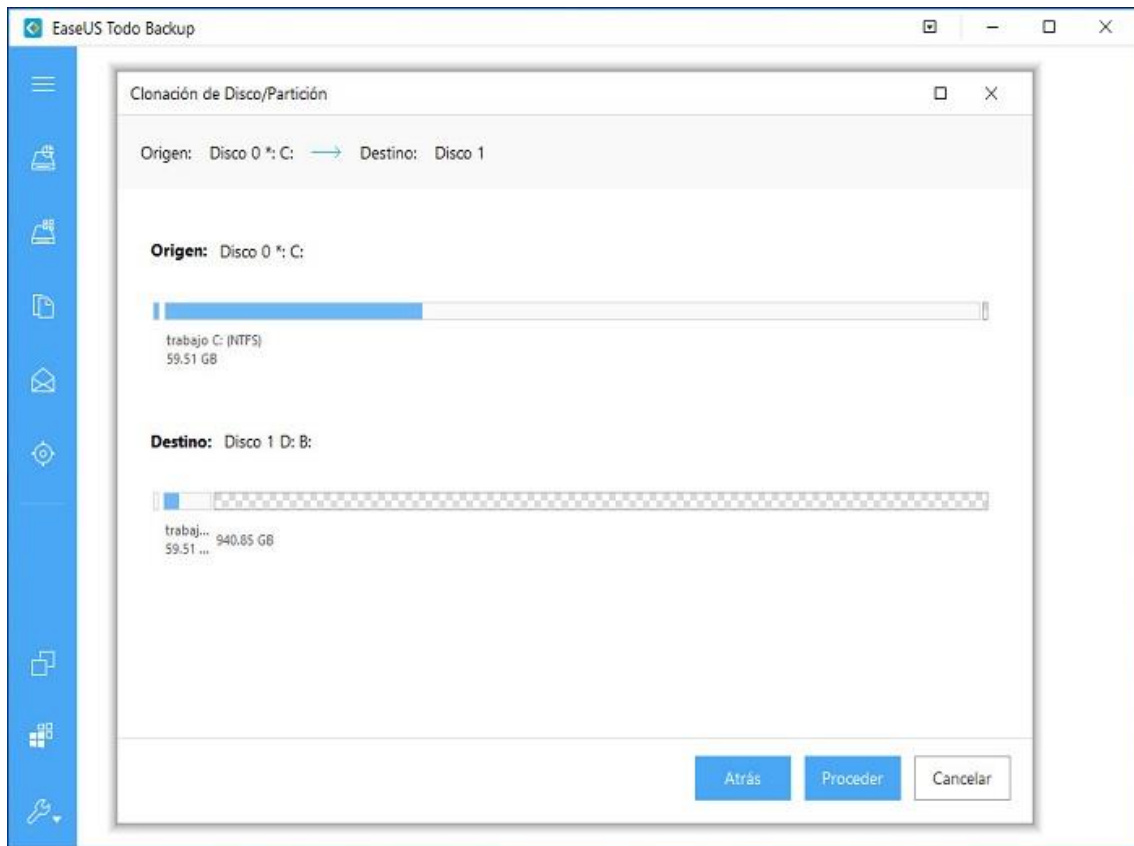 EaseUS Todo Backup
Clonación de Disco/Partición
Origen: Disco 0 *: C: → Destino: Disco 1
Origen: Disco 0 *: C:
trabajo C: (NTFS)
59.51 GB
Destino: Disco 1 D: B:
trabaj...
59.51 ...
940.85 GB
Atrás
Proceder
Cancelar